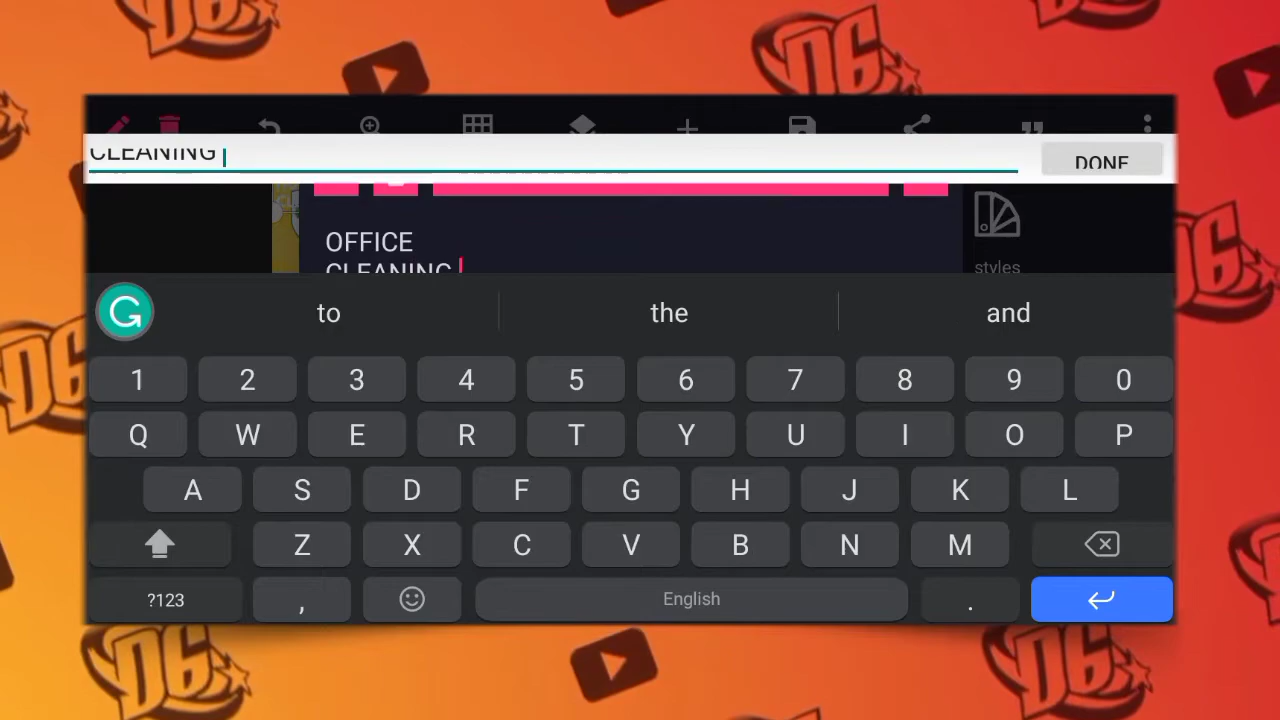 CLEANING
DONE
OFFICE
CLEANING
styles
to the and
1 2 3 4 5 6 7 8 9 0
Q W E R T Y U I O P
A S D F G H J K L
Z X C V B N M
?123 , English .